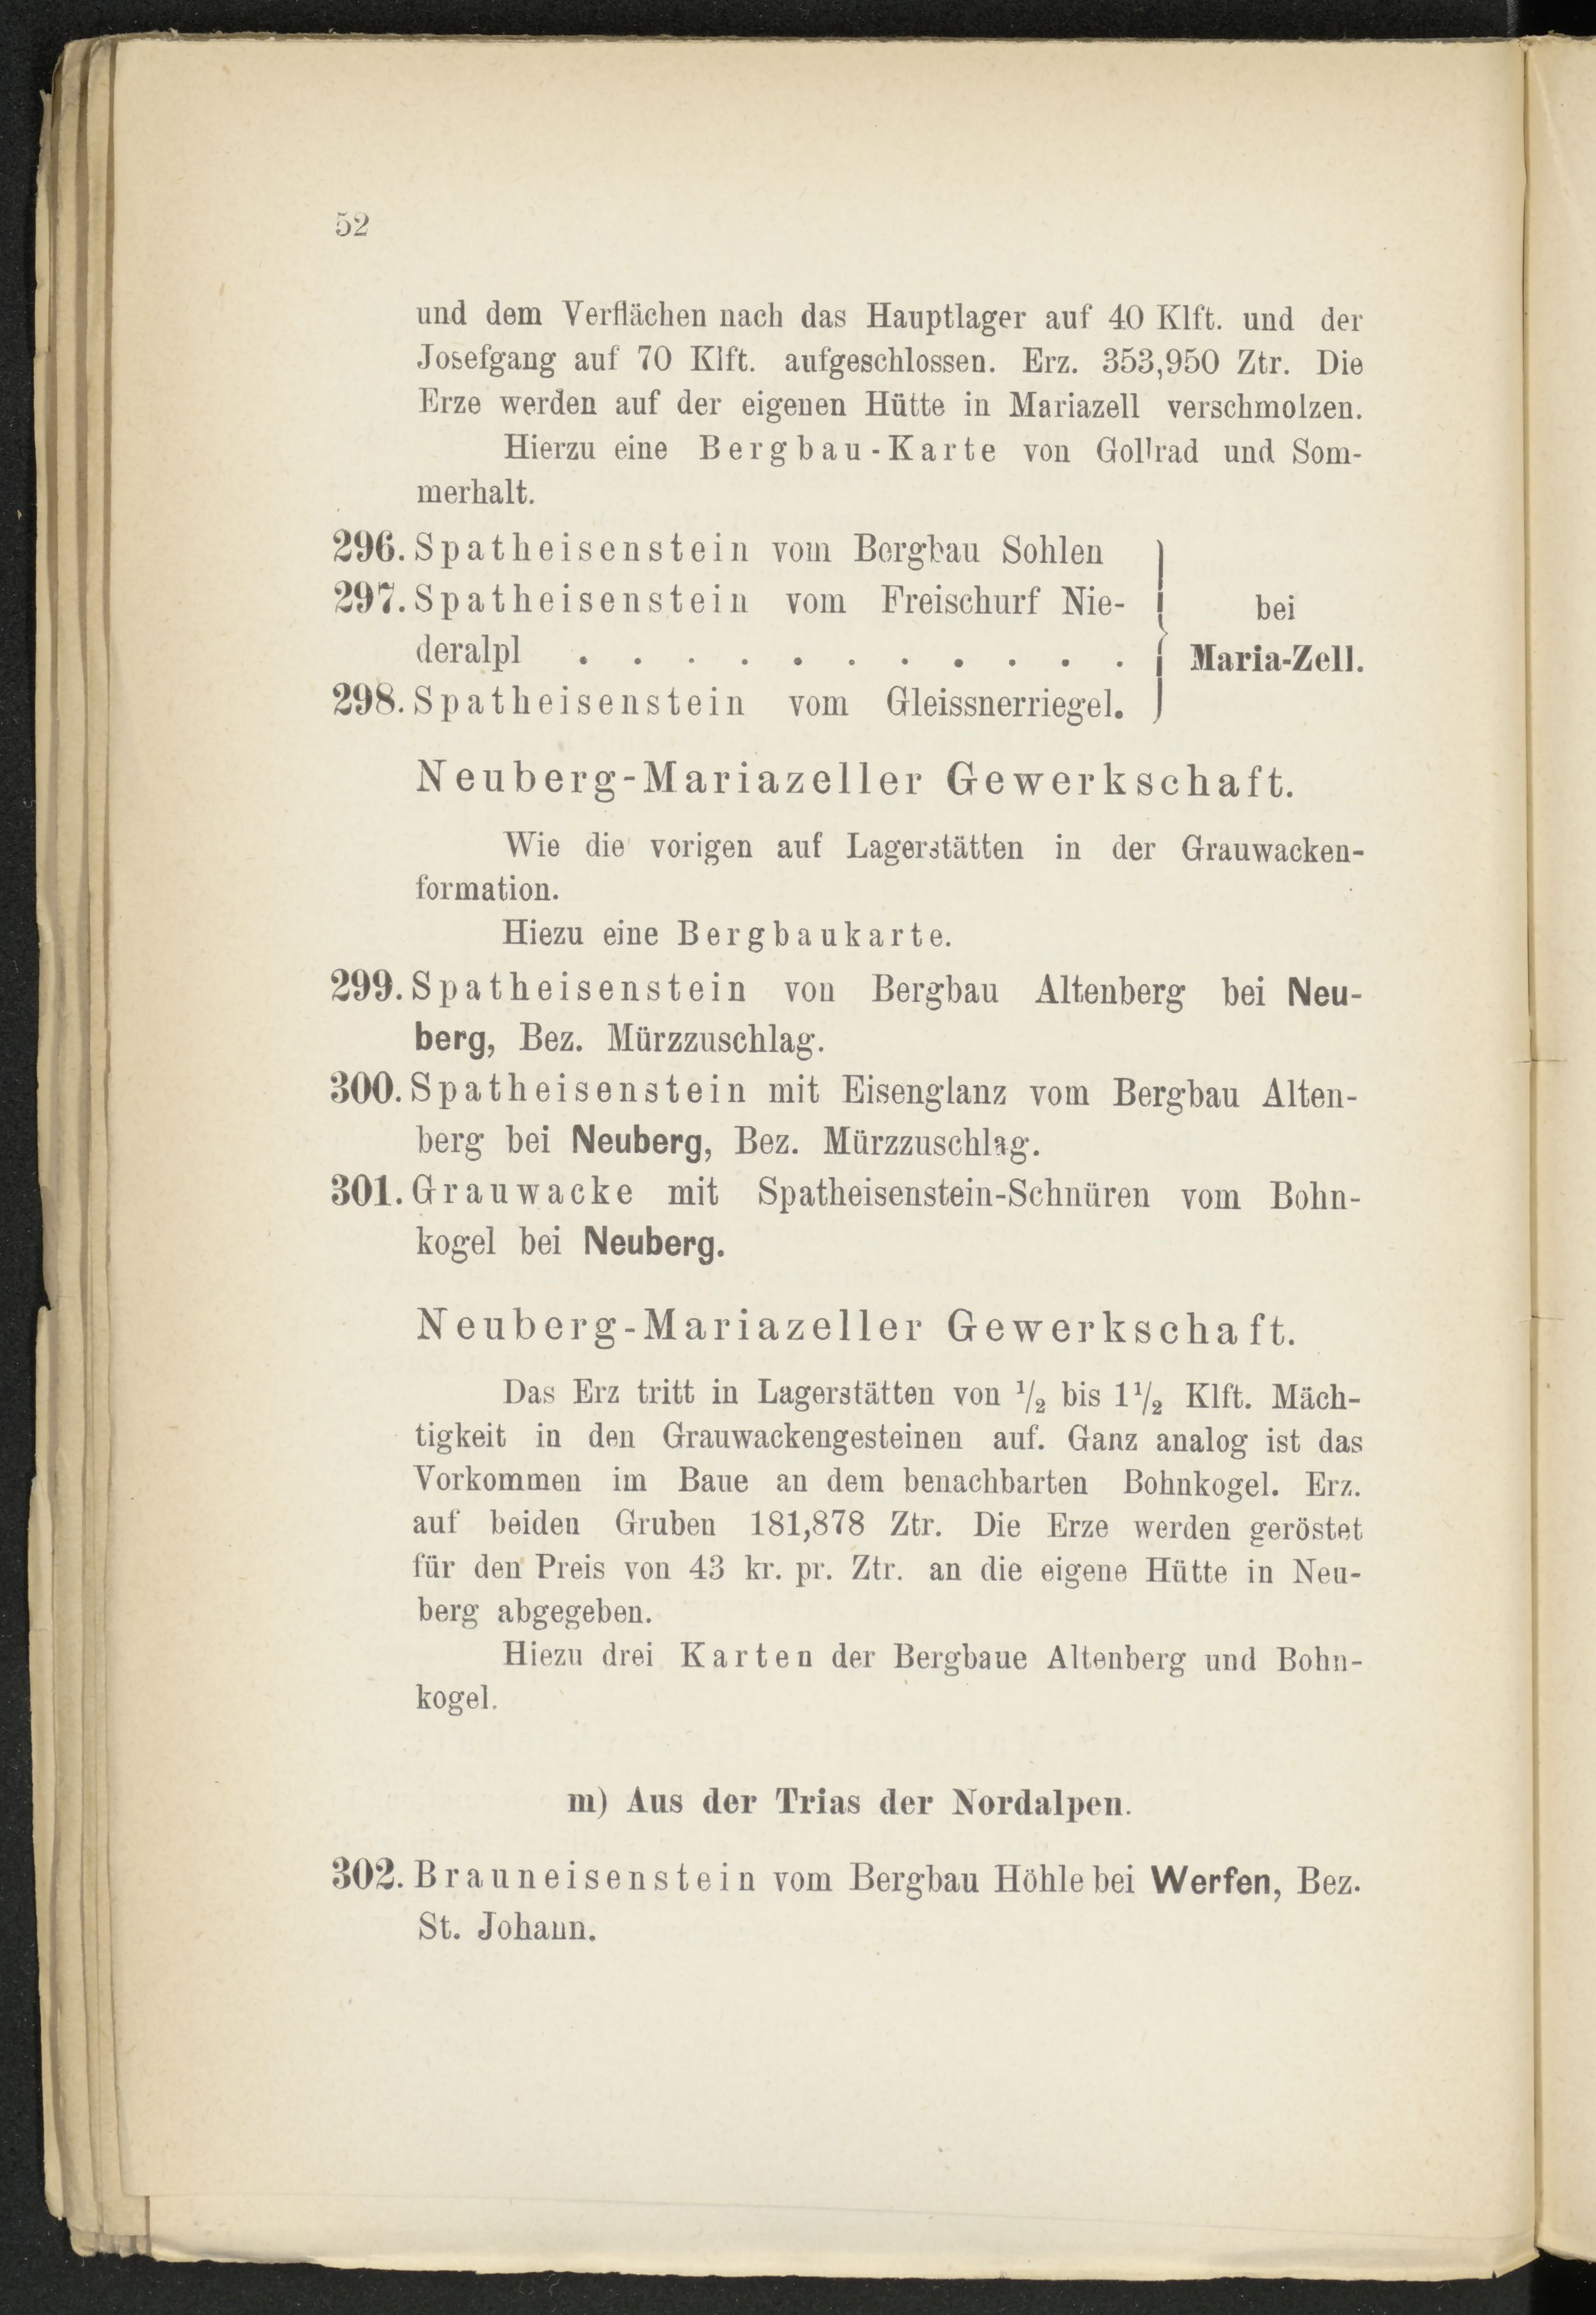 52
und dem Verflächen nach das Hauptlager auf 40 Klft. und der
Josefgang auf 70 Klft. aufgeschlossen. Erz. 353,950 Ztr. Die
Erze werden auf der eigenen Hütte in Mariazell verschmolzen.
Hierzu eine Bergbau-Karte von Gollrad und Som-
merhalt.
296. Spatheisenstein vom Bergbau Sohlen
297. Spatheisenstein vom Freischurf Nie-
deralpl . . . . . . . . . . .
298. Spatheisenstein vom Gleissnerriegel.
bei
Maria-Zell.
Neuberg-Mariazeller Gewerkschaft.
Wie die vorigen auf Lagerstätten in der Grauwacken-
formation.
Hiezu eine Bergbaukarte.
299. Spatheisenstein von Bergbau Altenberg bei Neu-
berg, Bez. Mürzzuschlag.
300. Spatheisenstein mit Eisenglanz vom Bergbau Alten-
berg bei Neuberg, Bez. Mürzzuschlag.
301. Grauwacke mit Spatheisenstein-Schnüren vom Bohn-
kogel bei Neuberg.
Neuberg-Mariazeller Gewerkschaft.
Das Erz tritt in Lagerstätten von 1/2 bis 1 1/2 Klft. Mäch-
tigkeit in den Grauwackengesteinen auf. Ganz analog ist das
Vorkommen im Baue an dem benachbarten Bohnkogel. Erz.
auf beiden Gruben 181,878 Ztr. Die Erze werden geröstet
für den Preis von 43 kr. pr. Ztr. an die eigene Hütte in Neu-
berg abgegeben.
Hiezu drei Karten der Bergbaue Altenberg und Bohn-
kogel.
m) Aus der Trias der Nordalpen.
302. Brauneisenstein vom Bergbau Höhle bei Werfen, Bez.
St. Johann.